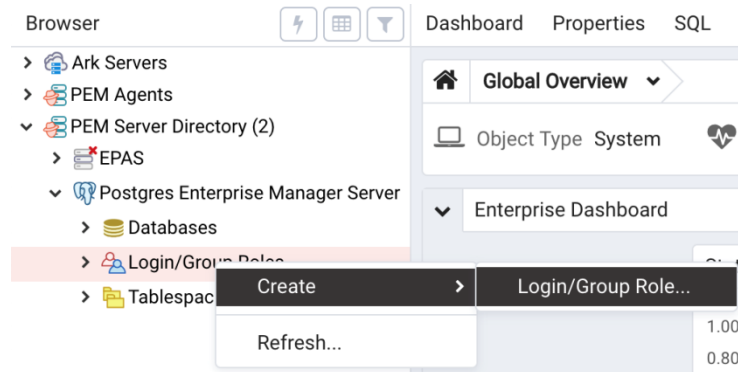 Browser
Dashboard Properties SQL
Ark Servers
PEM Agents
PEM Server Directory (2)
EPAS
Postgres Enterprise Manager Server
Databases
Login/Group Roles
Tablespac
Global Overview
Object Type System
Enterprise Dashboard
Create
Login/Group Role...
Refresh...
1.00
0.80